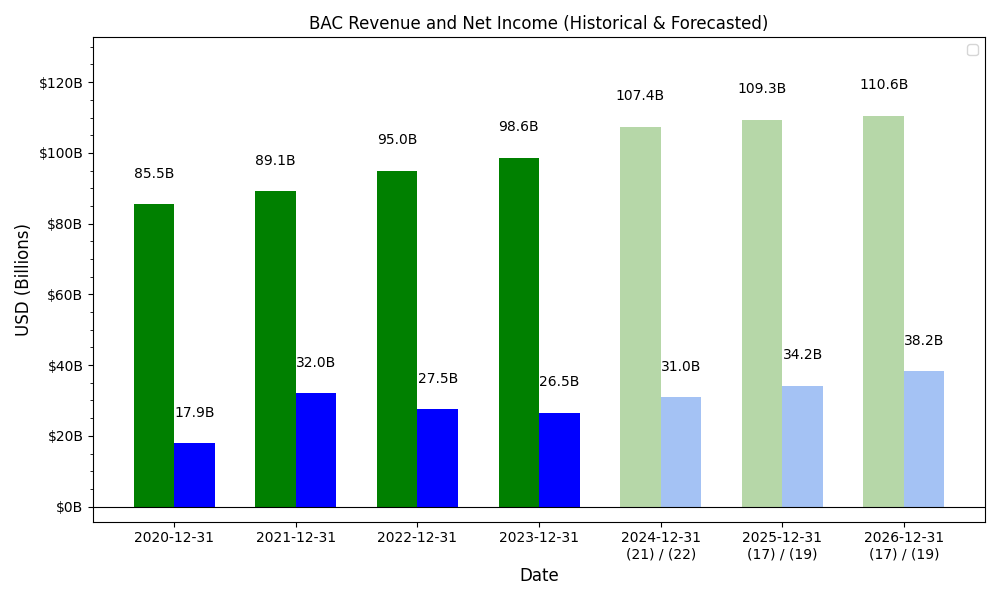 BAC Revenue and Net Income (Historical & Forecasted)
USD (Billions)
$120B
$100B
$80B
$60B
$40B
$20B
$0B
85.5B
17.9B
89.1B
32.0B
95.0B
27.5B
98.6B
26.5B
107.4B
31.0B
109.3B
34.2B
110.6B
38.2B
2020-12-31
2021-12-31
2022-12-31
2023-12-31
2024-12-31
(21) / (22)
2025-12-31
(17) / (19)
2026-12-31
(17) / (19)
Date